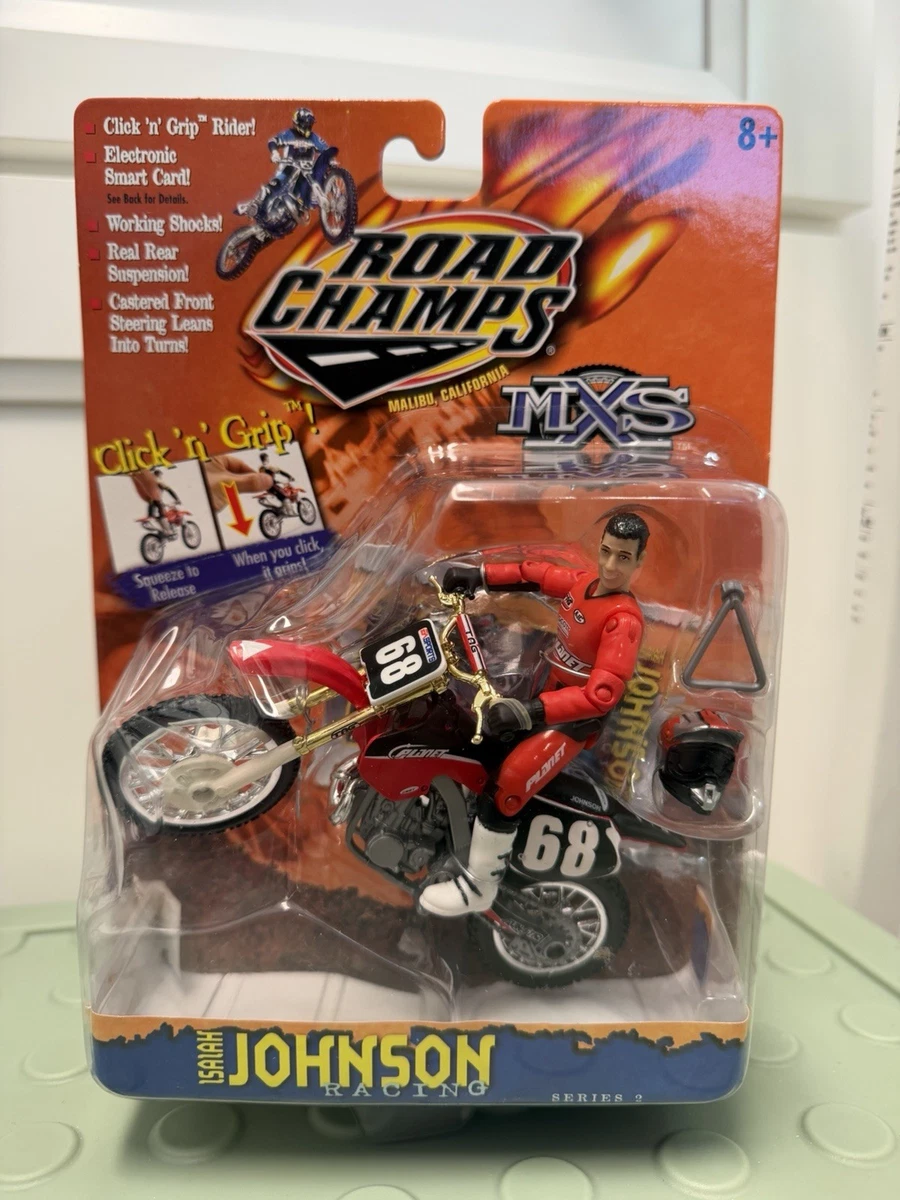 Click 'n' Grip™ Rider!
Electronic
Smart Card!
See Back for Details.
Working Shocks!
Real Rear
Suspension!
Castered Front
Steering Leans
Into Turns!
8+
ROAD
CHAMPS®
MALIBU, CALIFORNIA
MXS
Click 'n' Grip™!
Squeeze to
Release
When you click,
it grips!
68
PLANET
PLANET
JOHNSON
68
JOHNSON
ISAIAH
JOHNSON
RACING
SERIES 2